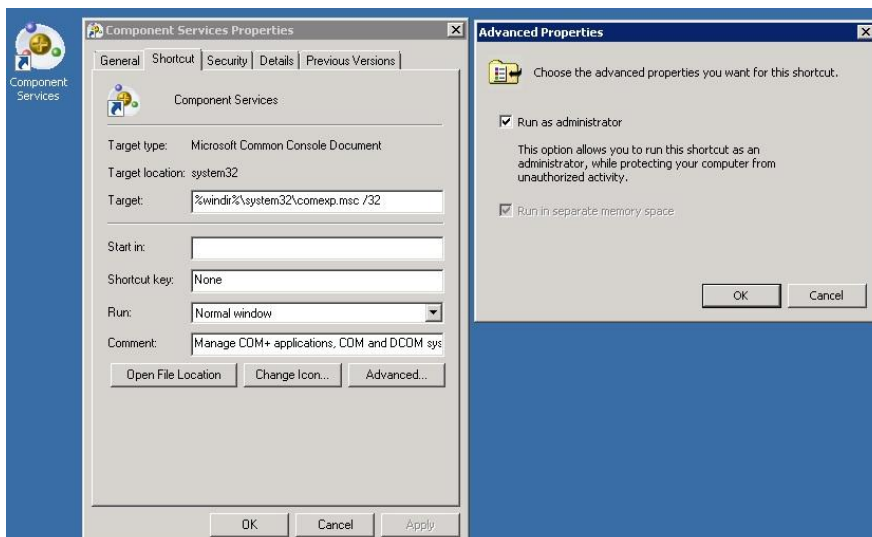 Component
Services
Component Services Properties
General
Shortcut
Security
Details
Previous Versions
Component Services
Target type: Microsoft Common Console Document
Target location: system32
Target: %windir%\system32\comexp.msc /32
Start in:
Shortcut key: None
Run: Normal window
Comment: Manage COM+ applications, COM and DCOM sys
Open File Location
Change Icon...
Advanced...
OK
Cancel
Apply
Advanced Properties
Choose the advanced properties you want for this shortcut.
Run as administrator
This option allows you to run this shortcut as an
administrator, while protecting your computer from
unauthorized activity.
Run in separate memory space
OK
Cancel